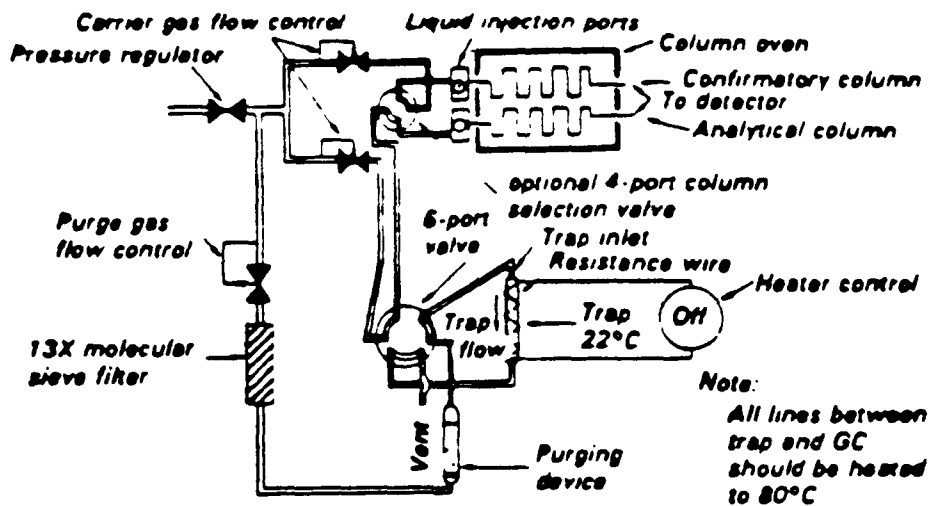 Carrier gas flow control
Pressure regulator
Liquid injection ports
Column oven
Confirmatory column
To detector
Analytical column
optional 4-port column
selection valve
6-port
valve
Trap inlet
Resistance wire
Purge gas
flow control
Heater control
Off
Trap
flow
Trap
22°C
13X molecular
sieve filter
Note:
All lines between
trap and GC
should be heated
to 80°C
Vent
Purging
device